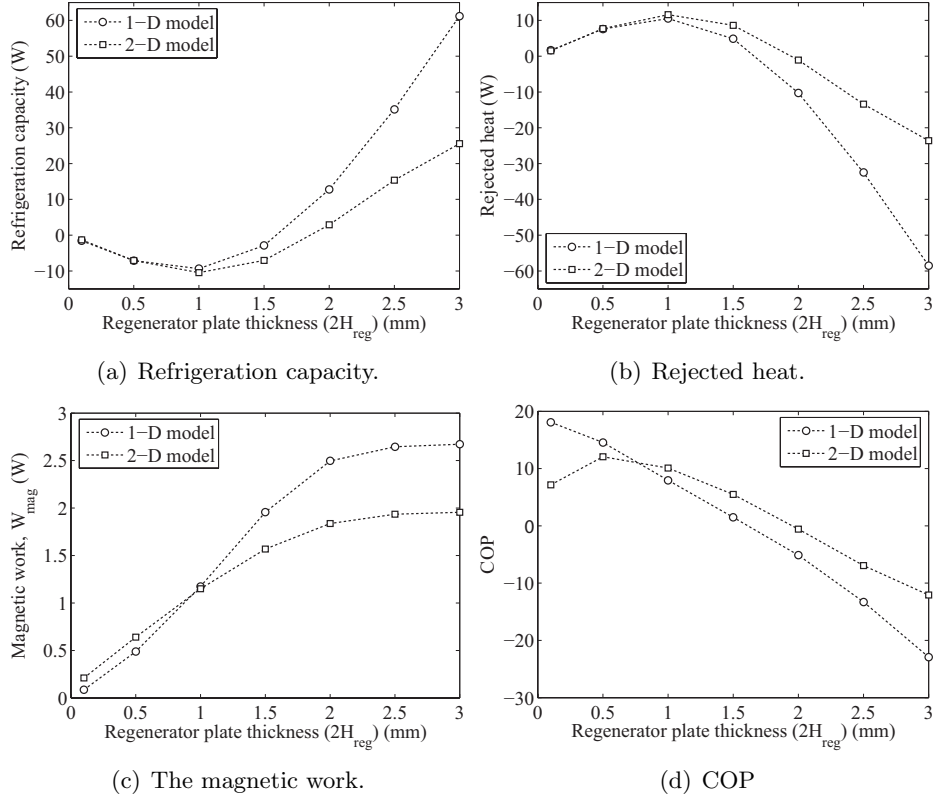 60
50
40
30
20
10
0
−10
Refrigeration capacity (W)
1−D model
2−D model
0 0.5 1 1.5 2 2.5 3
Regenerator plate thickness (2H_reg) (mm)
(a) Refrigeration capacity.
10
0
−10
−20
−30
−40
−50
−60
Rejected heat (W)
1−D model
2−D model
0 0.5 1 1.5 2 2.5 3
Regenerator plate thickness (2H_reg) (mm)
(b) Rejected heat.
3
2.5
2
1.5
1
0.5
0
Magnetic work, W_mag (W)
1−D model
2−D model
0 0.5 1 1.5 2 2.5 3
Regenerator plate thickness (2H_reg) (mm)
(c) The magnetic work.
20
10
0
−10
−20
−30
COP
1−D model
2−D model
0 0.5 1 1.5 2 2.5 3
Regenerator plate thickness (2H_reg) (mm)
(d) COP